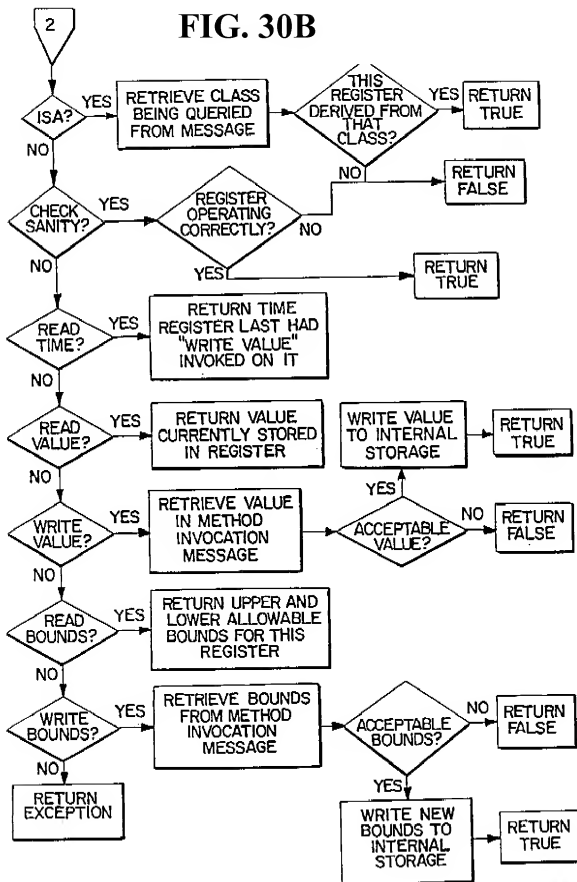 2
FIG. 30B
ISA?
YES
RETRIEVE CLASS
BEING QUERIED
FROM MESSAGE
THIS
REGISTER
DERIVED FROM
THAT
CLASS?
YES
RETURN
TRUE
NO
NO
RETURN
FALSE
CHECK
SANITY?
YES
REGISTER
OPERATING
CORRECTLY?
NO
YES
RETURN
TRUE
NO
READ
TIME?
YES
RETURN TIME
REGISTER LAST HAD
"WRITE VALUE"
INVOKED ON IT
NO
READ
VALUE?
YES
RETURN VALUE
CURRENTLY STORED
IN REGISTER
WRITE VALUE
TO INTERNAL
STORAGE
RETURN
TRUE
NO
YES
WRITE
VALUE?
YES
RETRIEVE VALUE
IN METHOD
INVOCATION
MESSAGE
ACCEPTABLE
VALUE?
NO
RETURN
FALSE
NO
READ
BOUNDS?
YES
RETURN UPPER AND
LOWER ALLOWABLE
BOUNDS FOR THIS
REGISTER
NO
WRITE
BOUNDS?
YES
RETRIEVE BOUNDS
FROM METHOD
INVOCATION
MESSAGE
ACCEPTABLE
BOUNDS?
NO
RETURN
FALSE
NO
YES
RETURN
EXCEPTION
WRITE NEW
BOUNDS TO
INTERNAL
STORAGE
RETURN
TRUE